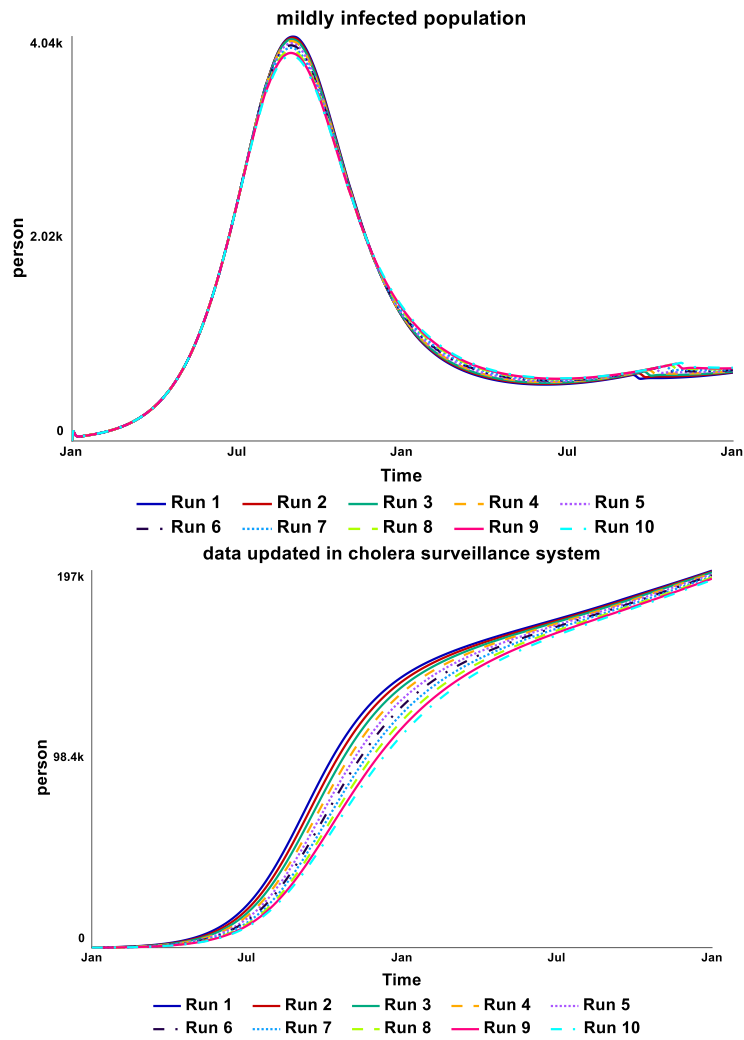 mildly infected population
4.04k
2.02k
0
person
Jan Jul Jan Jul Jan
Time
Run 1 Run 2 Run 3 Run 4 Run 5
Run 6 Run 7 Run 8 Run 9 Run 10
data updated in cholera surveillance system
197k
98.4k
0
person
Jan Jul Jan Jul Jan
Time
Run 1 Run 2 Run 3 Run 4 Run 5
Run 6 Run 7 Run 8 Run 9 Run 10